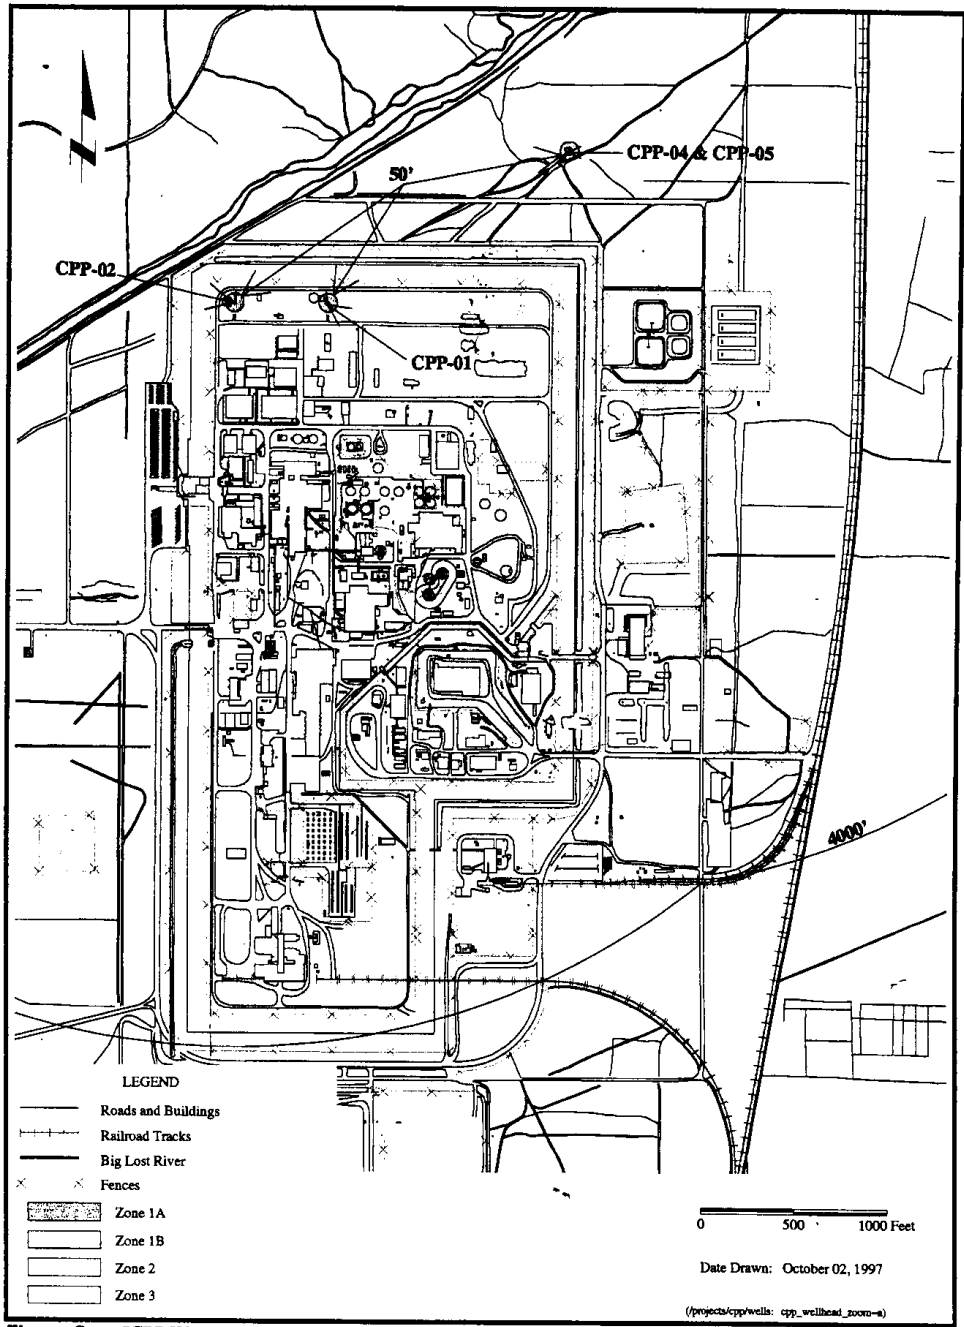 N
CPP-04 & CPP-05
50'
CPP-02
CPP-01
4000'
LEGEND
Roads and Buildings
Railroad Tracks
Big Lost River
Fences
Zone 1A
Zone 1B
Zone 2
Zone 3
0 500 1000 Feet
Date Drawn: October 02, 1997
(/projects/cpp/wells: cpp_wellhead_zoom-a)